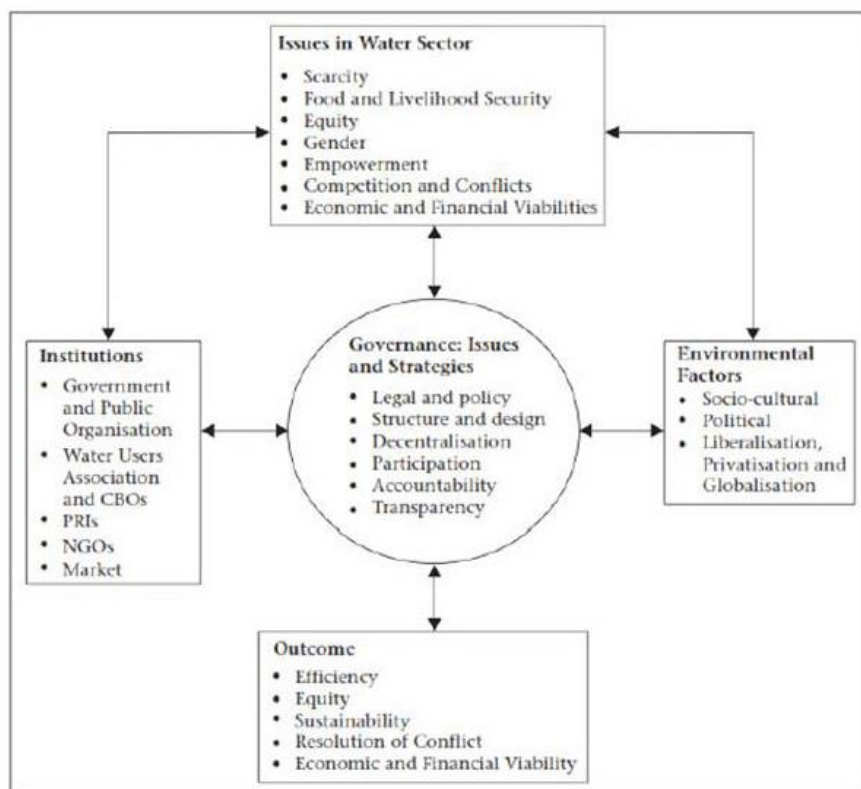 Issues in Water Sector
• Scarcity
• Food and Livelihood Security
• Equity
• Gender
• Empowerment
• Competition and Conflicts
• Economic and Financial Viabilities
Institutions
• Government
and Public
Organisation
• Water Users
Association
and CBOs
• PRIs
• NGOs
• Market
Governance: Issues
and Strategies
• Legal and policy
• Structure and design
• Decentralisation
• Participation
• Accountability
• Transparency
Environmental
Factors
• Socio-cultural
• Political
• Liberalisation,
Privatisation and
Globalisation
Outcome
• Efficiency
• Equity
• Sustainability
• Resolution of Conflict
• Economic and Financial Viability